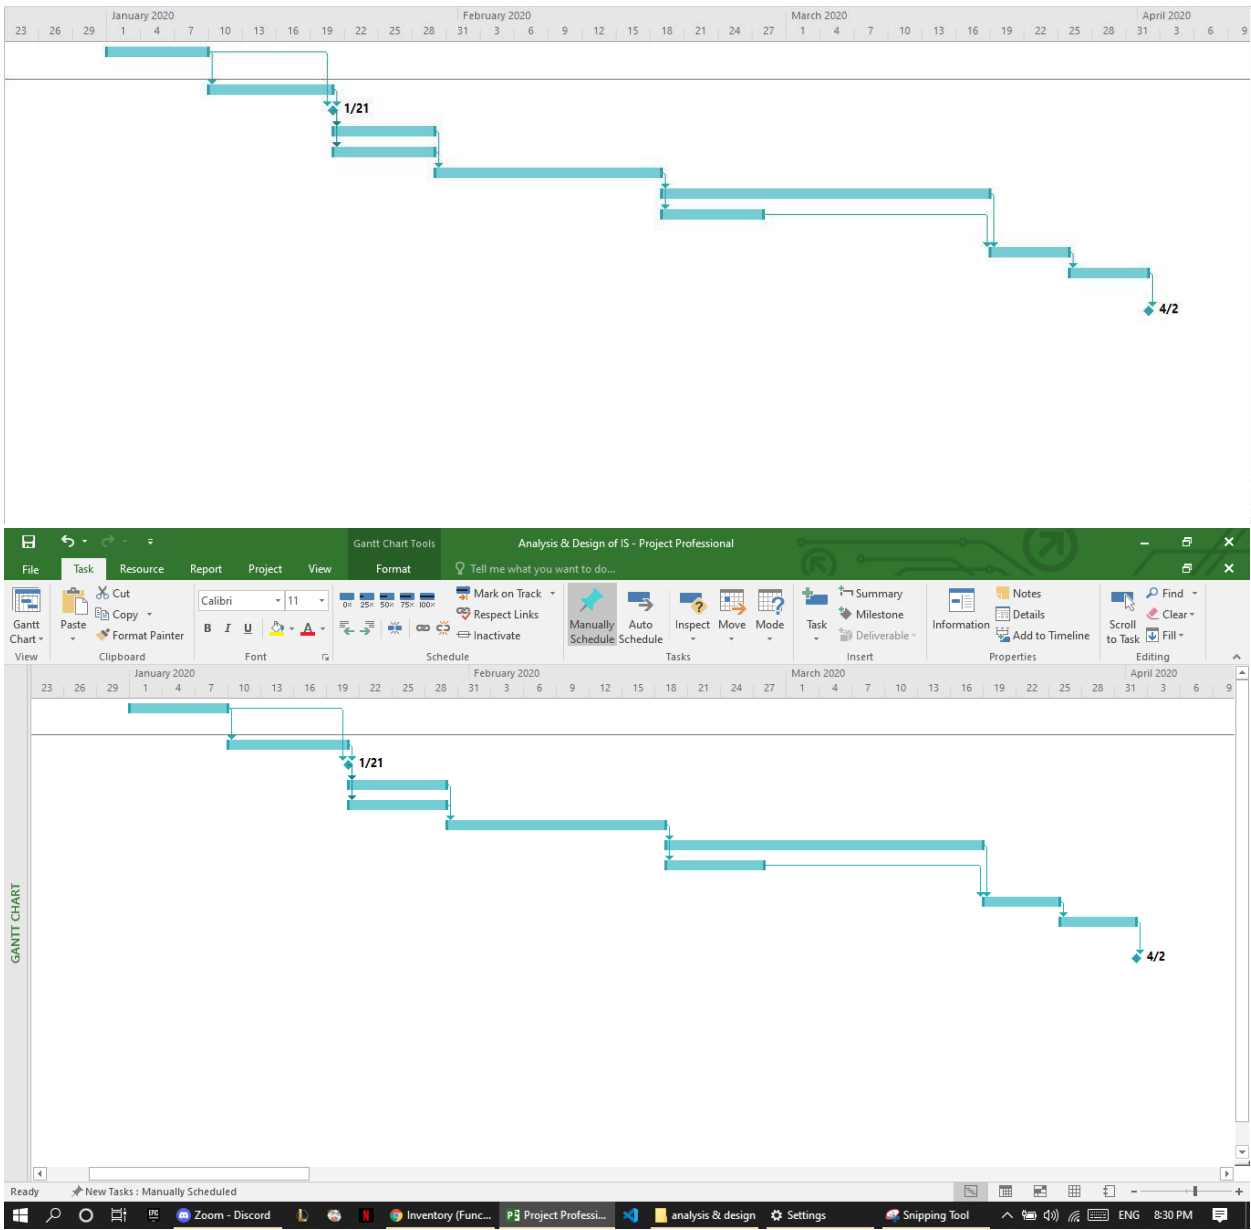 January 2020 February 2020 March 2020 April 2020
23 26 29 1 4 7 10 13 16 19 22 25 28 31 3 6 9 12 15 18 21 24 27 1 4 7 10 13 16 19 22 25 28 31 3 6 9
1/21
4/2
Gantt Chart Tools Analysis & Design of IS - Project Professional
File Task Resource Report Project View Format Tell me what you want to do...
Gantt Chart
View
Paste
Cut
Copy
Format Painter
Clipboard
Calibri 11
B I U A
Font
0× 25× 50× 75× 100×
Mark on Track
Respect Links
Inactivate
Schedule
Manually Schedule
Auto Schedule
Inspect
Move
Mode
Tasks
Task
Summary
Milestone
Deliverable
Insert
Information
Notes
Details
Add to Timeline
Properties
Scroll to Task
Find
Clear
Fill
Editing
January 2020 February 2020 March 2020 April 2020
23 26 29 1 4 7 10 13 16 19 22 25 28 31 3 6 9 12 15 18 21 24 27 1 4 7 10 13 16 19 22 25 28 31 3 6 9
1/21
4/2
GANTT CHART
Ready New Tasks : Manually Scheduled
EPIC Zoom - Discord L N Inventory (Func... Project Professi... analysis & design Settings Snipping Tool ENG 8:30 PM